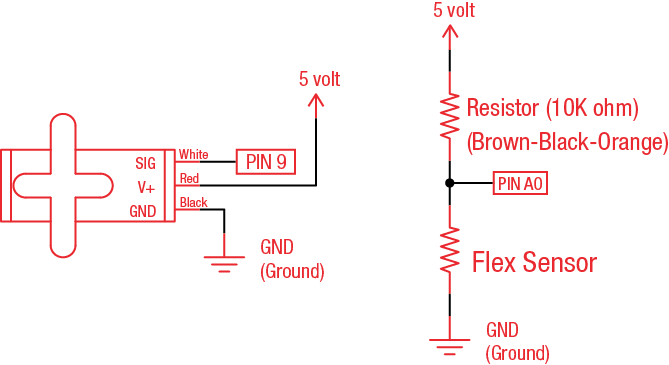 5 volt
SIG
White
PIN 9
V+
Red
GND
Black
GND
(Ground)
5 volt
Resistor (10K ohm)
(Brown-Black-Orange)
PIN A0
Flex Sensor
GND
(Ground)